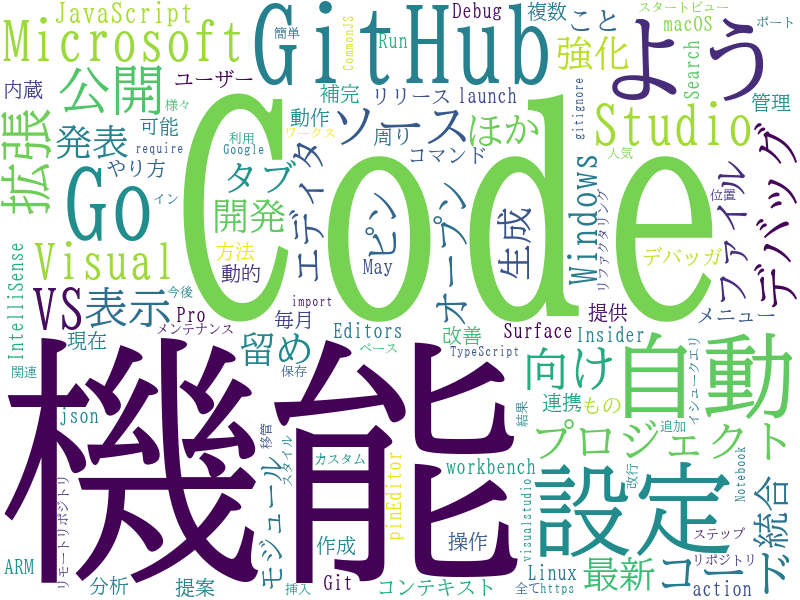 JavaScript
Microsoft
GitHub
Debug
Run
複数
こと
強化
macOS
スタートビュー
ポート
Search
簡単
CommonJS
内蔵
公開
ユーザー
補完
リリース
launch
よう
gitignore
管理
拡張
発表
様々
可能
require
やり方
動作
利用
Google
ワークス
周り
ソース
コマンド
ほか
Studio
人気
デバッグ
Go
イン
タブ
開発
エディタ
ピン
オープン
生成
Windows
リファクタリング
位置
ファイル
Code
Visual
方法
動的
May
デバッガ
IntelliSense
VS
表示
今後
Pro
メンテナンス
import
毎月
Editors
改善
Surface
提供
Insider
メニュー
現在
関連
留め
ベース
保存
TypeScript
向け
自動
機能
json
移管
スタイル
カスタム
連携
もの
結果
追加
イシュークエリ
プロジェクト
モジュール
pinEditor
workbench
visualstudio
改行
設定
Notebook
統合
ARM
リモートリポジトリ
作成
操作
ステップ
分析
提案
挿入
Git
コンテキスト
Linux
全て
https
最新
コード
リポジトリ
action